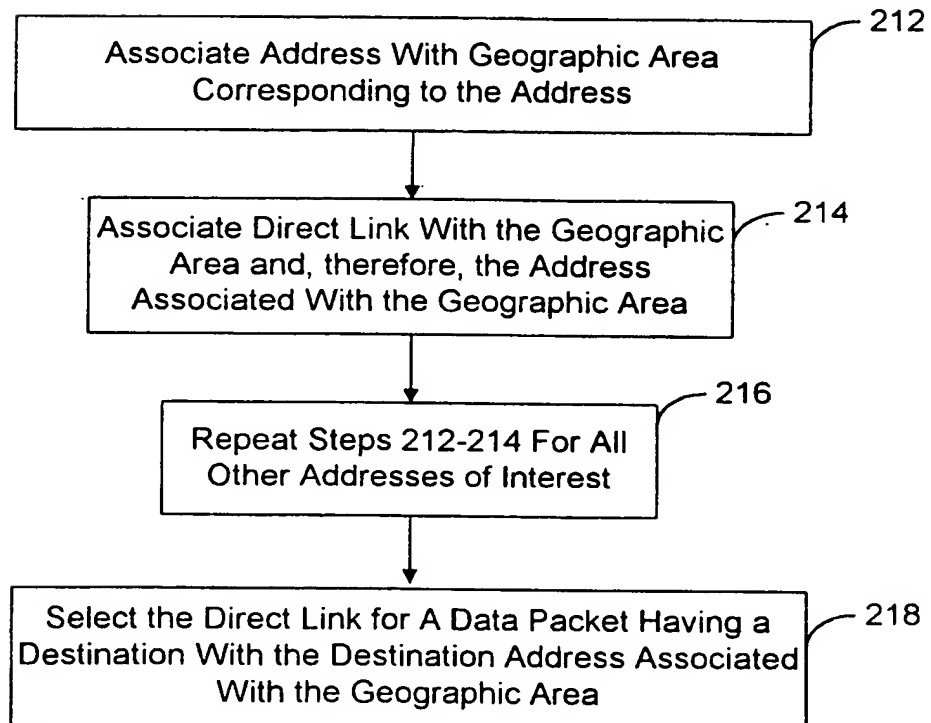 Associate Address With Geographic Area
Corresponding to the Address
212
Associate Direct Link With the Geographic
Area and, therefore, the Address
Associated With the Geographic Area
214
Repeat Steps 212-214 For All
Other Addresses of Interest
216
Select the Direct Link for A Data Packet Having a
Destination With the Destination Address Associated
With the Geographic Area
218